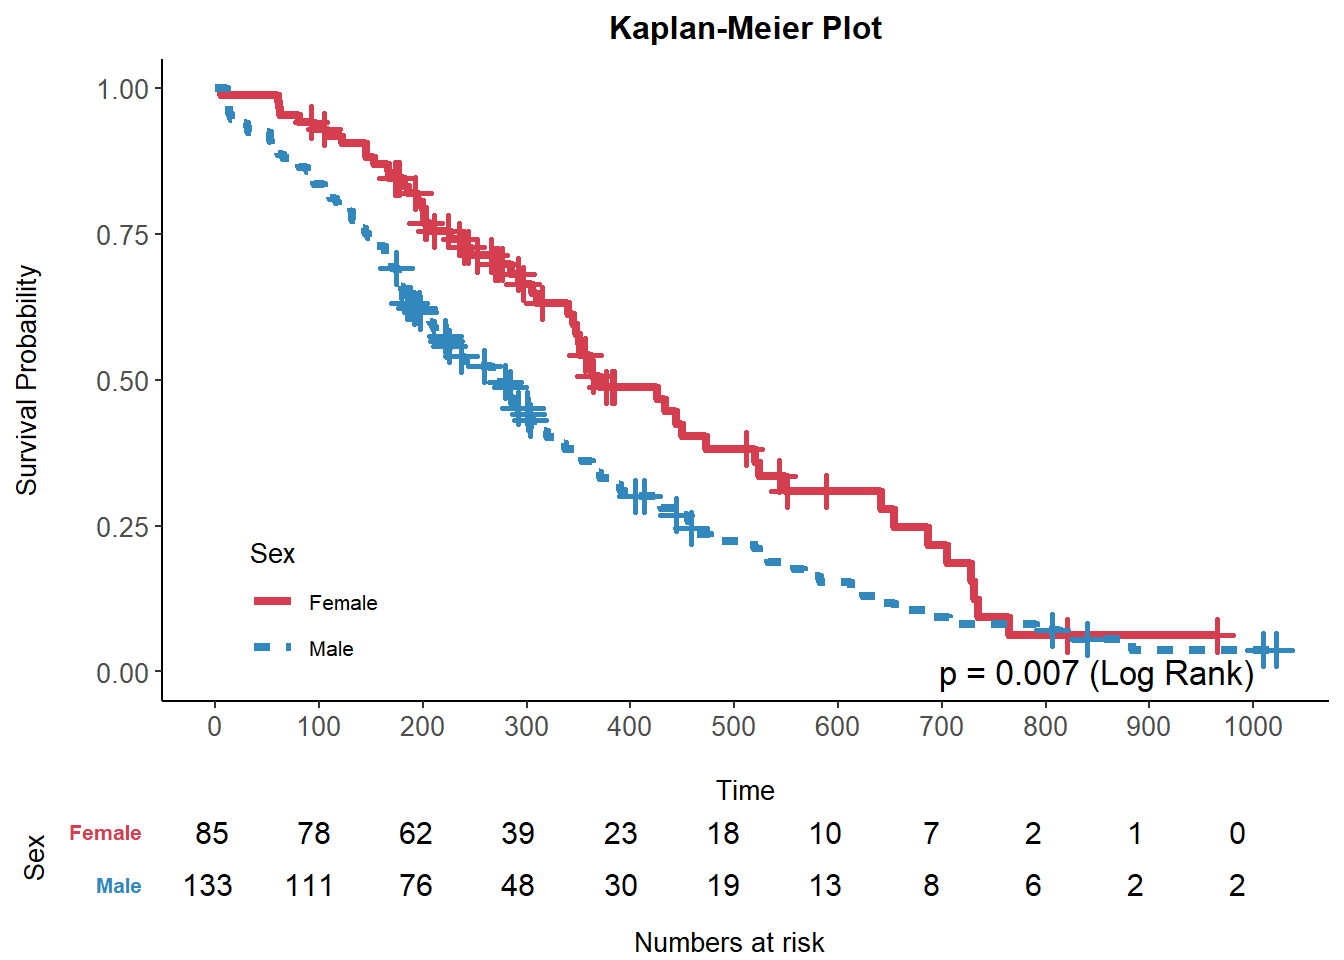 Kaplan-Meier Plot
Survival Probability
1.00
0.75
0.50
0.25
0.00
Sex
Female
Male
p = 0.007 (Log Rank)
0 100 200 300 400 500 600 700 800 900 1000
Time
Sex
Female 85 78 62 39 23 18 10 7 2 1 0
Male 133 111 76 48 30 19 13 8 6 2 2
Numbers at risk